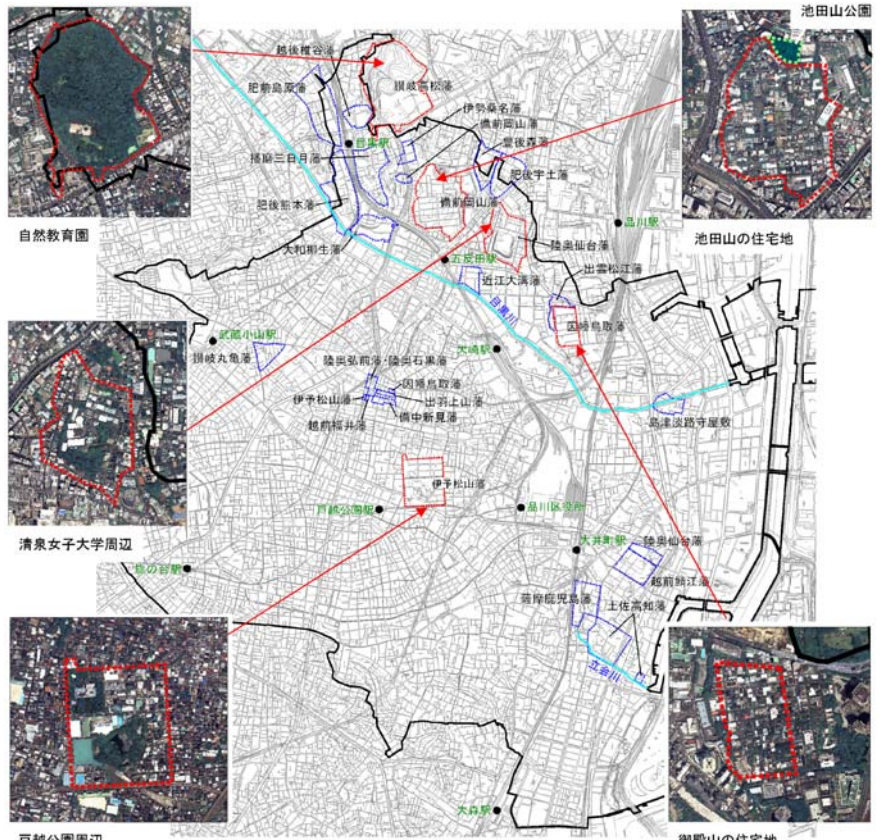 池田山公園
越後椎谷藩
讃岐高松藩
肥前島原藩
伊勢桑名藩
備前岡山藩
豊後森藩
目黒駅
播磨三日月藩
肥後宇土藩
肥後熊本藩
備前岡山藩
品川駅
自然教育園
池田山の住宅地
大和柳生藩
陸奥仙台藩
五反田駅
出雲松江藩
近江大溝藩
目黒川
因幡鳥取藩
武蔵小山駅
大崎駅
讃岐丸亀藩
陸奥弘前藩・陸奥石黒藩
因幡鳥取藩
伊予松山藩
出羽上山藩
備中新見藩
越前福井藩
島津淡路守屋敷
伊予松山藩
戸越公園駅
品川区役所
清泉女子大学周辺
大井町駅
陸奥仙台藩
荏の谷駅
越前鯖江藩
薩摩鹿児島藩
土佐高知藩
立会川
大森駅
戸越公園周辺
御殿山の住宅地